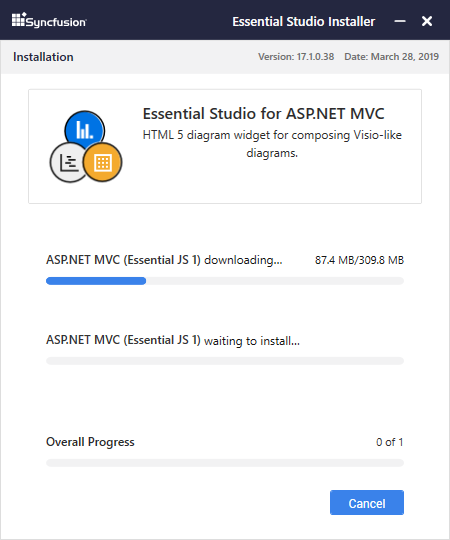 Syncfusion® Essential Studio Installer
Installation Version: 17.1.0.38 Date: March 28, 2019
Essential Studio for ASP.NET MVC
HTML 5 diagram widget for composing Visio-like
diagrams.
ASP.NET MVC (Essential JS 1) downloading... 87.4 MB/309.8 MB
ASP.NET MVC (Essential JS 1) waiting to install...
Overall Progress 0 of 1
Cancel